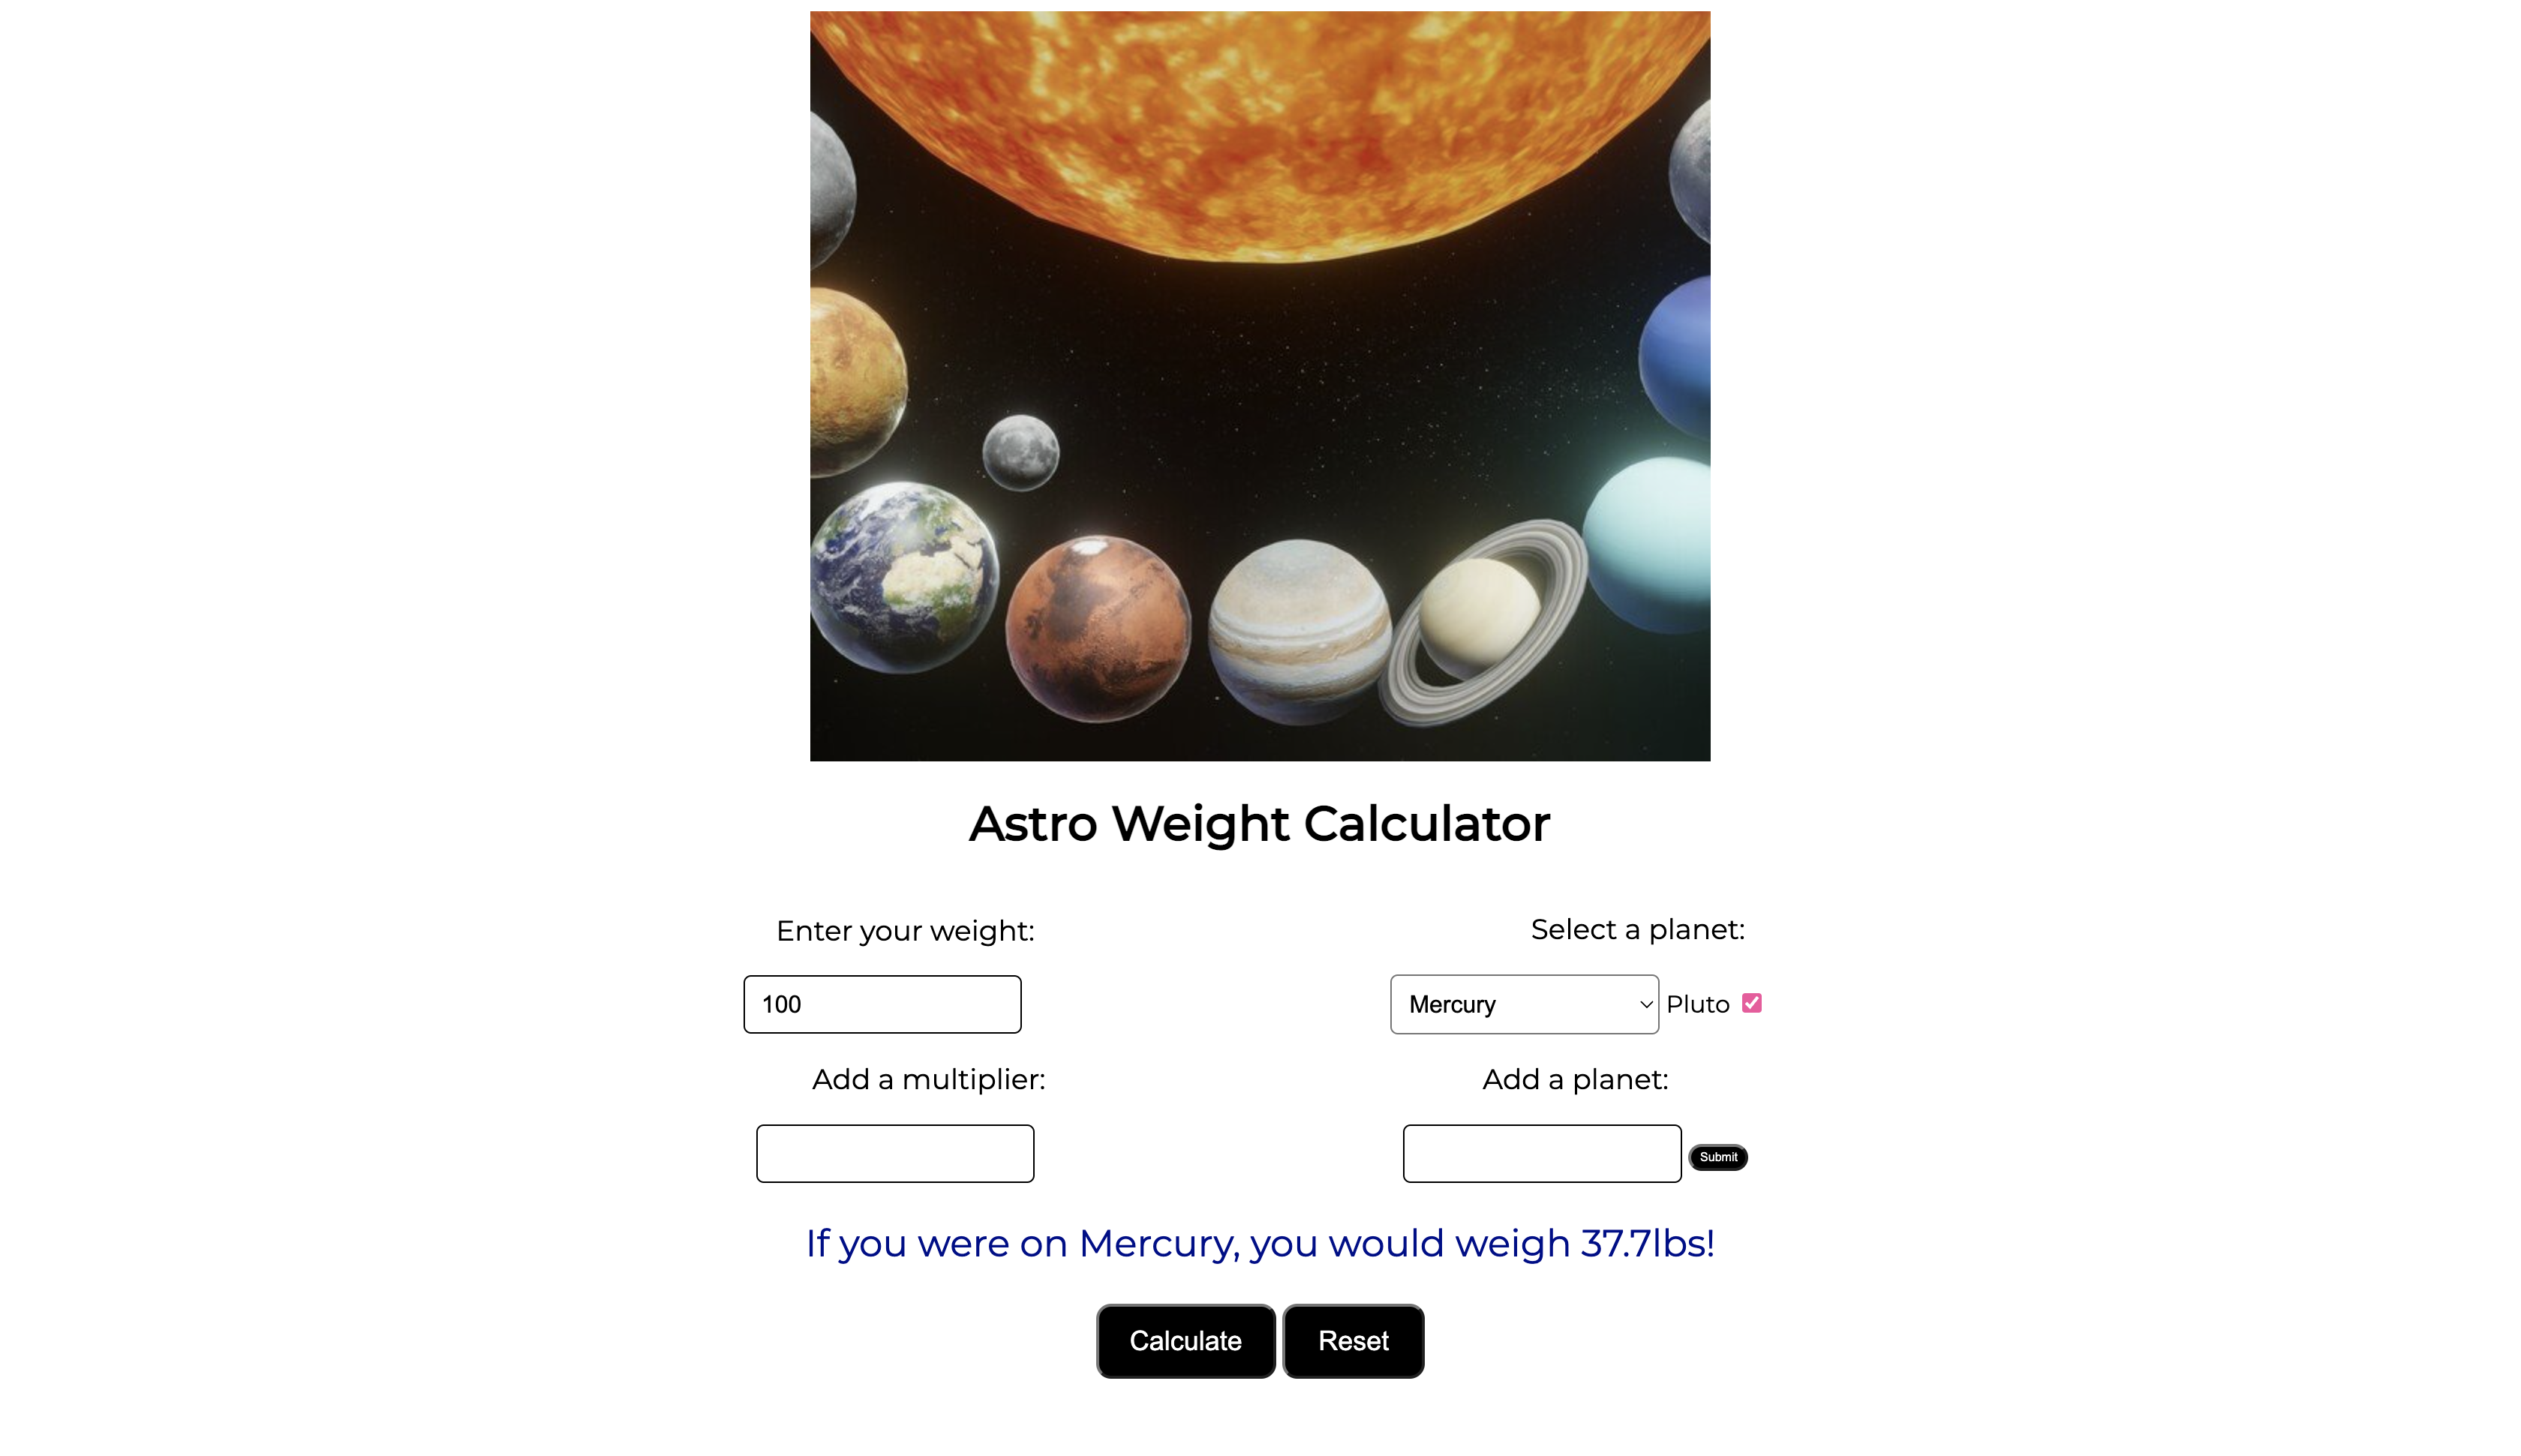 Astro Weight Calculator
Enter your weight:
Select a planet:
100
Mercury
Pluto
Add a multiplier:
Add a planet:
Submit
If you were on Mercury, you would weigh 37.7lbs!
Calculate
Reset